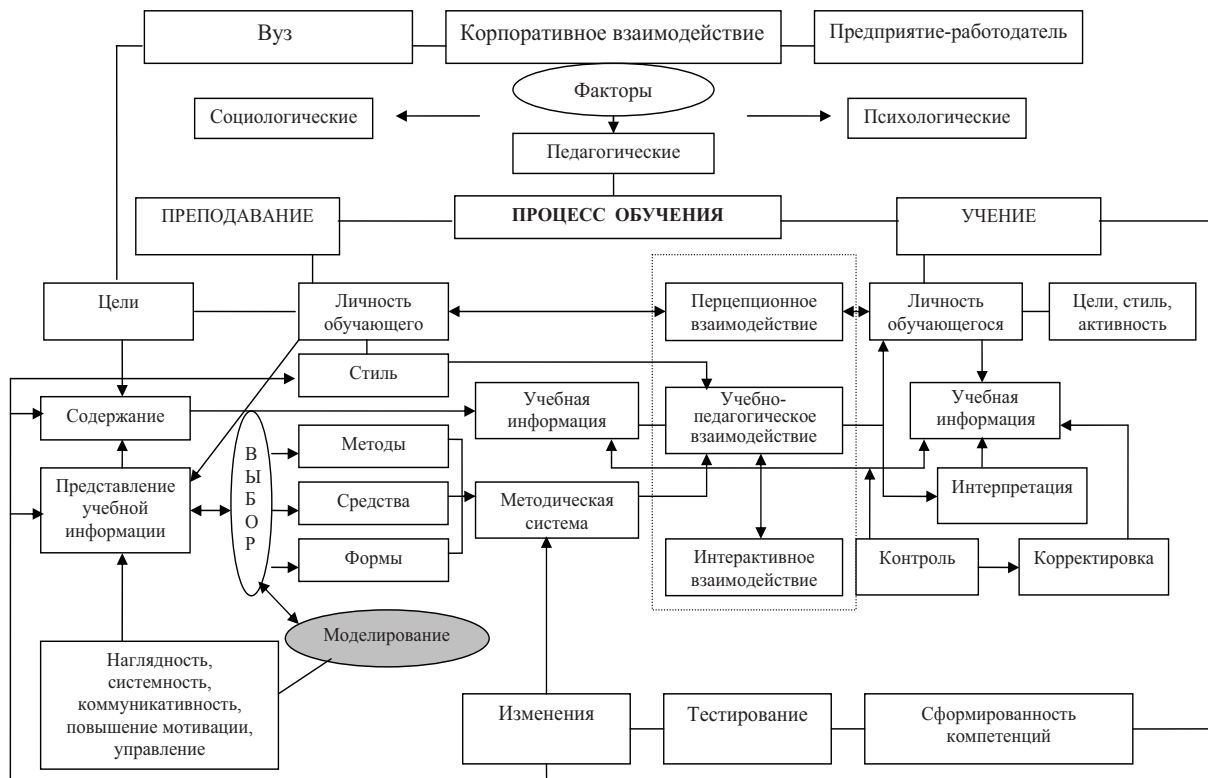 Вуз
Корпоративное взаимодействие
Предприятие-работодатель
Факторы
Социологические
Психологические
Педагогические
ПРЕПОДАВАНИЕ
ПРОЦЕСС ОБУЧЕНИЯ
УЧЕНИЕ
Цели
Личность
обучающего
Перцепционное
взаимодействие
Личность
обучающегося
Цели, стиль,
активность
Стиль
Содержание
Учебная
информация
Учебно-
педагогическое
взаимодействие
Учебная
информация
В
Ы
Б
О
Р
Методы
Представление
учебной
информации
Средства
Методическая
система
Интерпретация
Формы
Интерактивное
взаимодействие
Контроль
Корректировка
Моделирование
Наглядность,
системность,
коммуникативность,
повышение мотивации,
управление
Изменения
Тестирование
Сформированность
компетенций